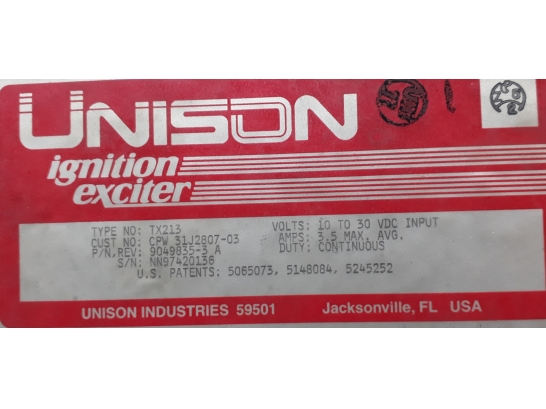 UNISON
ignition
exciter
TYPE NO: TX213 VOLTS: 10 TO 30 VDC INPUT
CUST NO: CPW 31J2807-03 AMPS: 3.5 MAX. AVG.
P/N,REV: 9049835-3 A DUTY: CONTINUOUS
S/N: NN97420136
U.S. PATENTS: 5065073, 5148084, 5245252
UNISON INDUSTRIES 59501 Jacksonville, FL USA